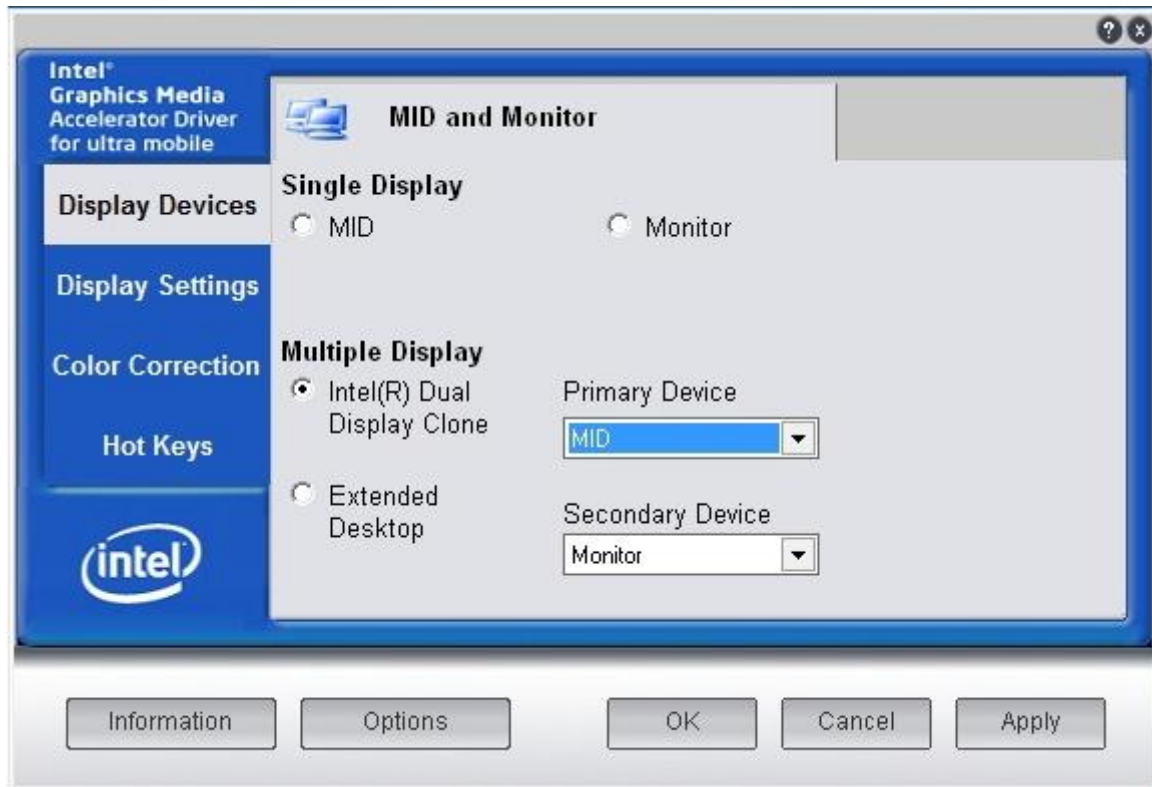 Intel®
Graphics Media
Accelerator Driver
for ultra mobile
MID and Monitor
Display Devices
Display Settings
Color Correction
Hot Keys
intel
Single Display
MID
Monitor
Multiple Display
Intel(R) Dual
Display Clone
Primary Device
MID
Extended
Desktop
Secondary Device
Monitor
Information
Options
OK
Cancel
Apply